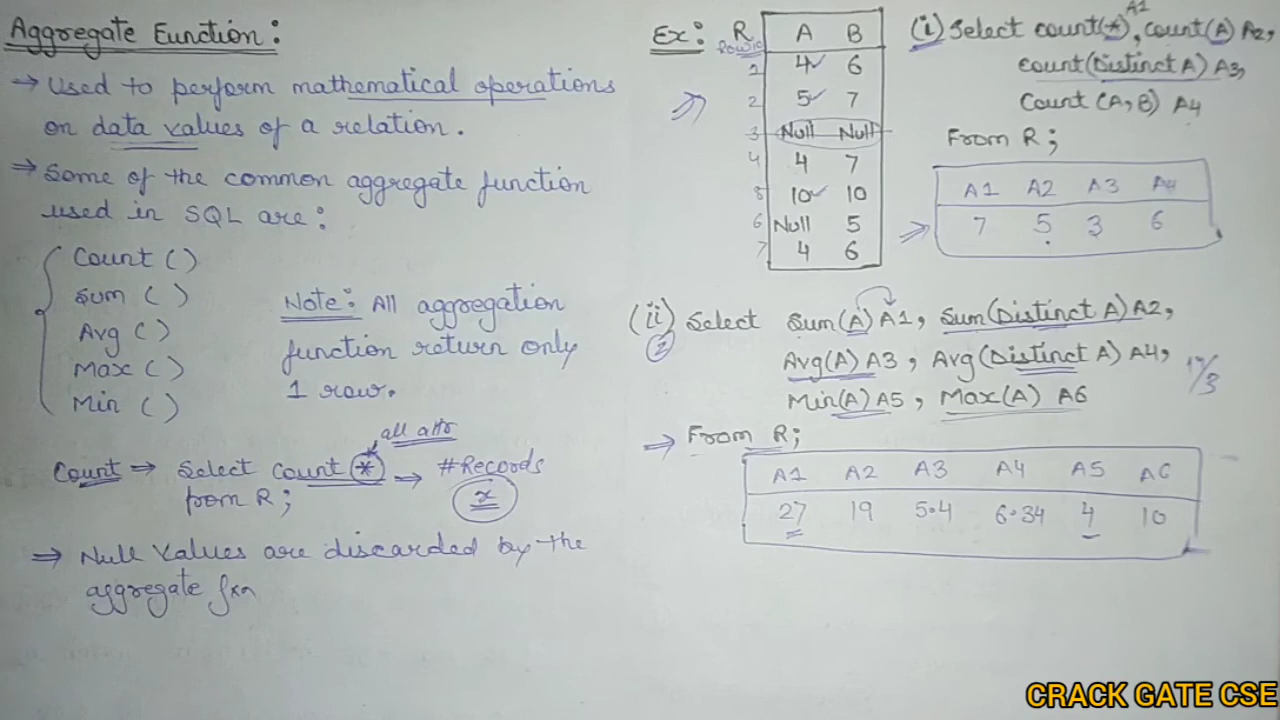 Aggregate Function:
→ Used to perform mathematical operations
on data values of a relation.
→ Some of the common aggregate function
used in SQL are:
Count ( )
Sum ( )
Avg ( )
Max ( )
Min ( )
Note: All aggregation
function return only
1 row.
all attr
Count ⇒ Select count(*) → #Records
from R; x
⇒ Null values are discarded by the
aggregate fxn
Ex: R A B
RowID
1 4 6
2 5 7
3 Null Null
4 4 7
5 10 10
6 Null 5
7 4 6
(i) Select count(*) A1, count(A) A2,
count(Distinct A) A3,
Count (A,B) A4
From R;
A1 A2 A3 A4
7 5 3 6
(ii) Select Sum(A) A1, Sum(Distinct A) A2,
2 Avg(A) A3, Avg(Distinct A) A4,
Min(A) A5, Max(A) A6
→ From R;
A1 A2 A3 A4 A5 A6
27 19 5.4 6.34 4 10
CRACK GATE CSE